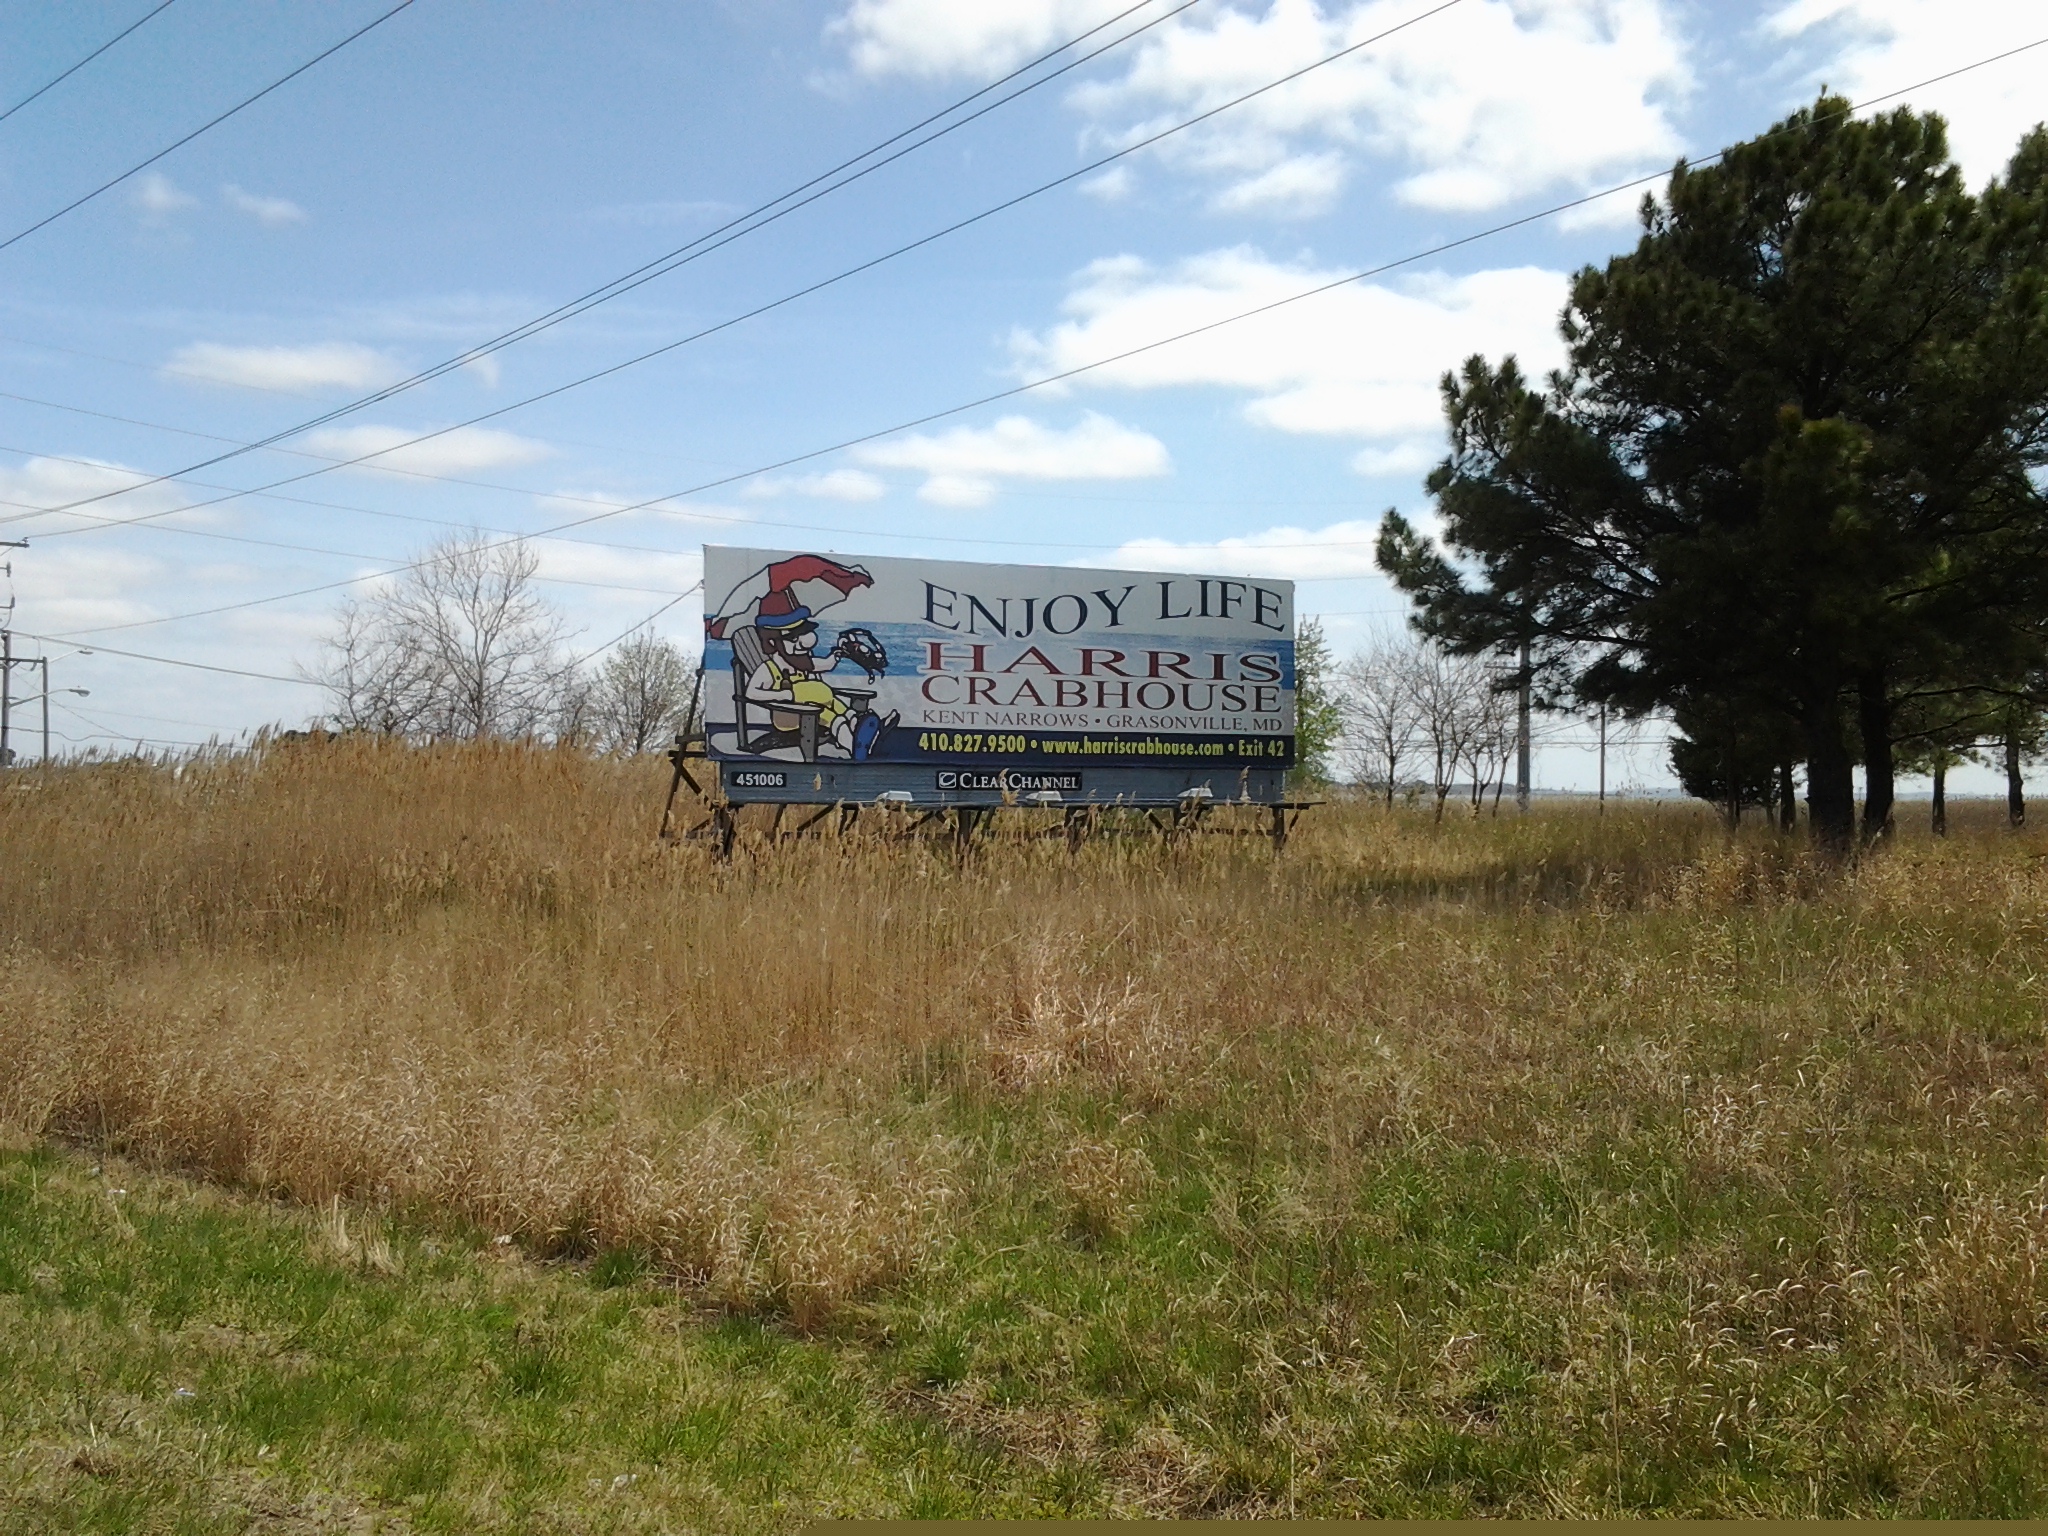 ENJOY LIFE
HARRIS
CRABHOUSE
KENT NARROWS • GRASONVILLE, MD
410.827.9500 • www.harriscrabhouse.com • Exit 42
451006
CLEARCHANNEL